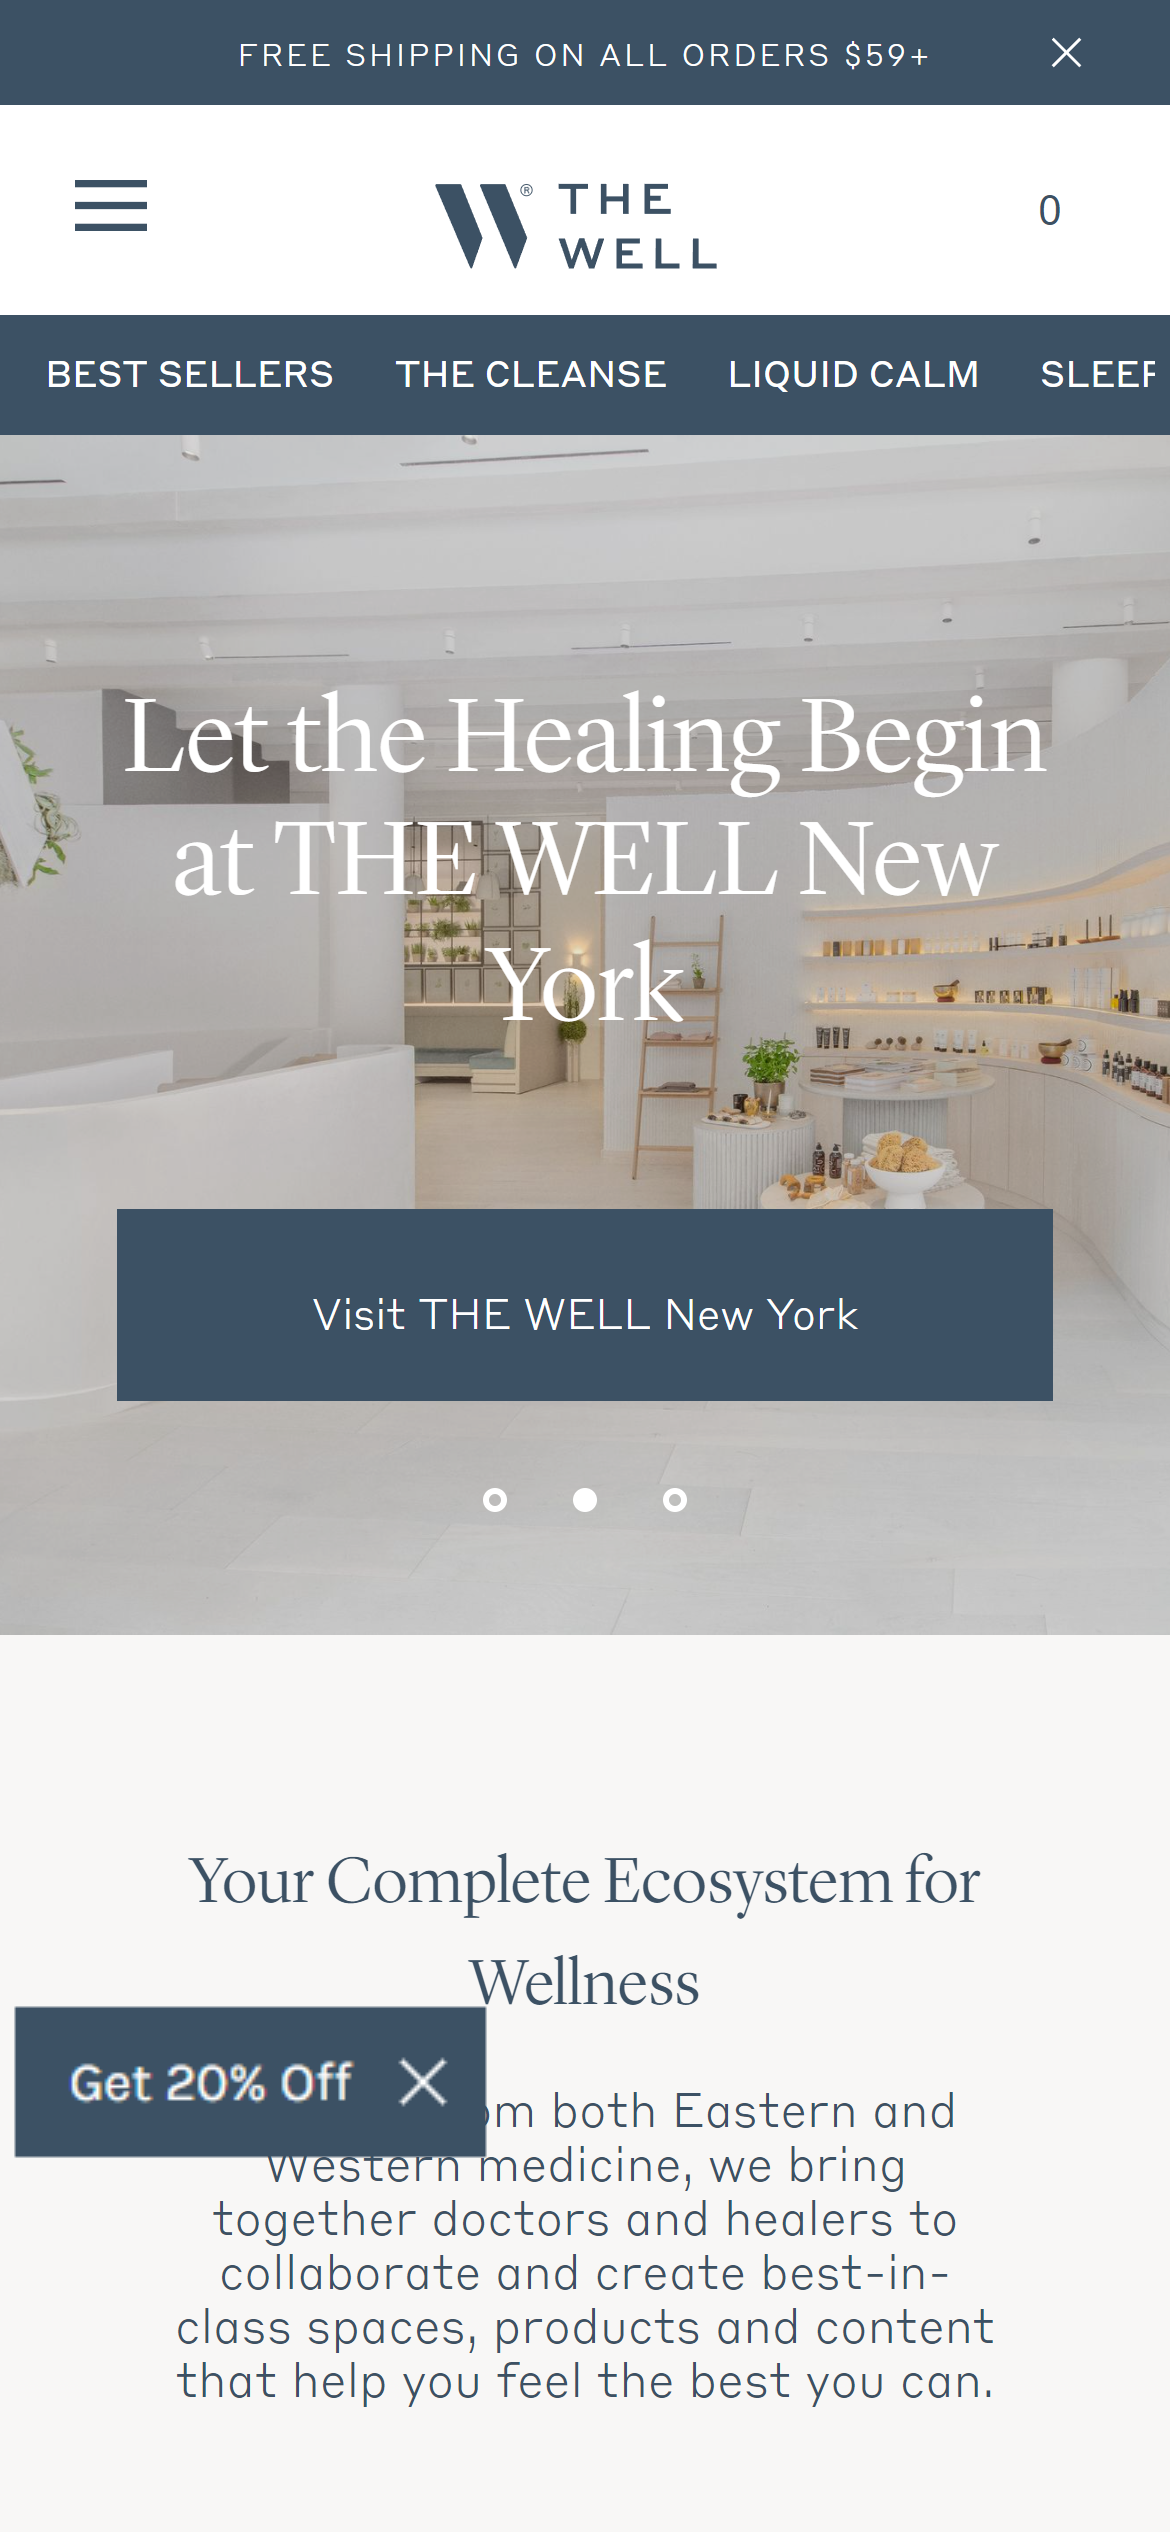 FREE SHIPPING ON ALL ORDERS $59+
W® THE
WELL
0
BEST SELLERS THE CLEANSE LIQUID CALM
Let the Healing Begin
at THE WELL New
York
Visit THE WELL New York
Your Complete Ecosystem for
Wellness
Get 20% Off
both Eastern and
Western medicine, we bring
together doctors and healers to
collaborate and create best-in-
class spaces, products and content
that help you feel the best you can.